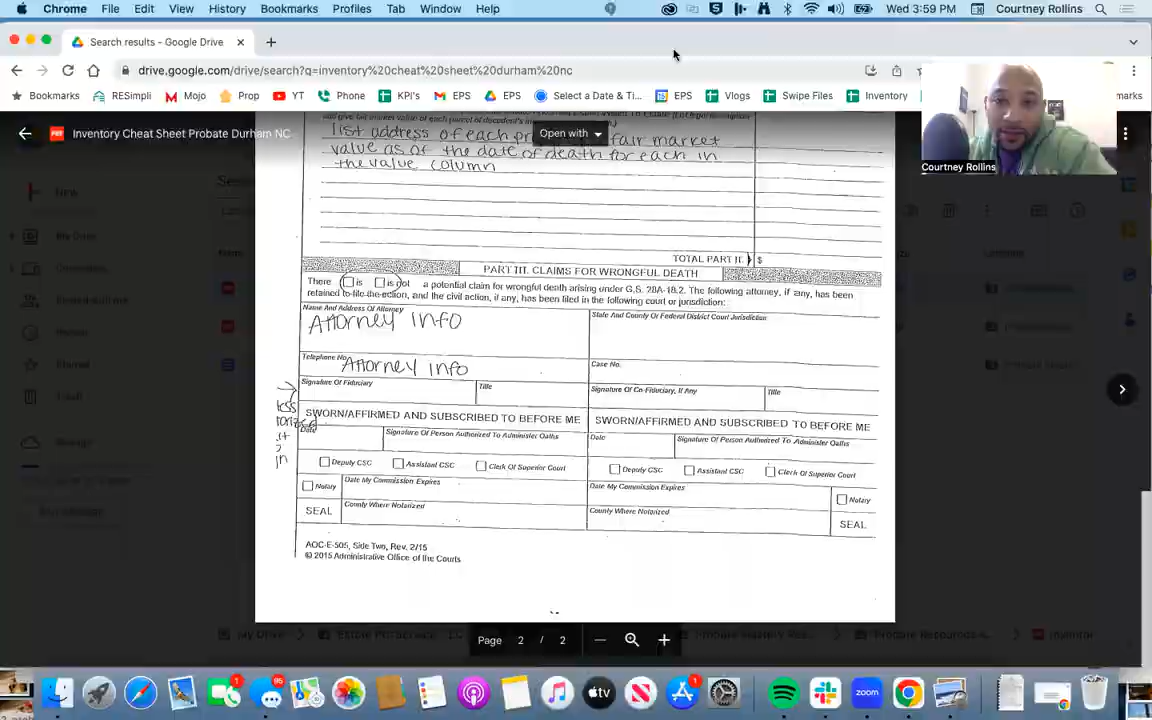 Chrome File Edit View History Bookmarks Profiles Tab Window Help
Wed 3:59 PM Courtney Rollins
Search results - Google Drive
drive.google.com/drive/search?q=inventory%20cheat%20sheet%20durham%20nc
Bookmarks RESimpli Mojo Prop YT Phone KPI's EPS EPS Select a Date & Ti... EPS Vlogs Swipe Files Inventory
Inventory Cheat Sheet Probate Durham NC
Open with
Courtney Rollins
list address of each fair market
value as of the date of death for each in
the value column
TOTAL PART II. $
PART III. CLAIMS FOR WRONGFUL DEATH
There is is not a potential claim for wrongful death arising under G.S. 28A-18.2. The following attorney, if any, has been
retained to file the action, and the civil action, if any, has been filed in the following court or jurisdiction:
Name And Address Of Attorney
Attorney info
State And County Of Federal District Court Jurisdiction
Telephone No.
Attorney info
Case No.
Signature Of Fiduciary Title Signature Of Co-Fiduciary, If Any Title
SWORN/AFFIRMED AND SUBSCRIBED TO BEFORE ME SWORN/AFFIRMED AND SUBSCRIBED TO BEFORE ME
Date Signature Of Person Authorized To Administer Oaths Date Signature Of Person Authorized To Administer Oaths
Deputy CSC Assistant CSC Clerk Of Superior Court Deputy CSC Assistant CSC Clerk Of Superior Court
Notary Date My Commission Expires Date My Commission Expires Notary
SEAL County Where Notarized County Where Notarized SEAL
AOC-E-505, Side Two, Rev. 2/15
© 2015 Administrative Office of the Courts
Page 2 / 2